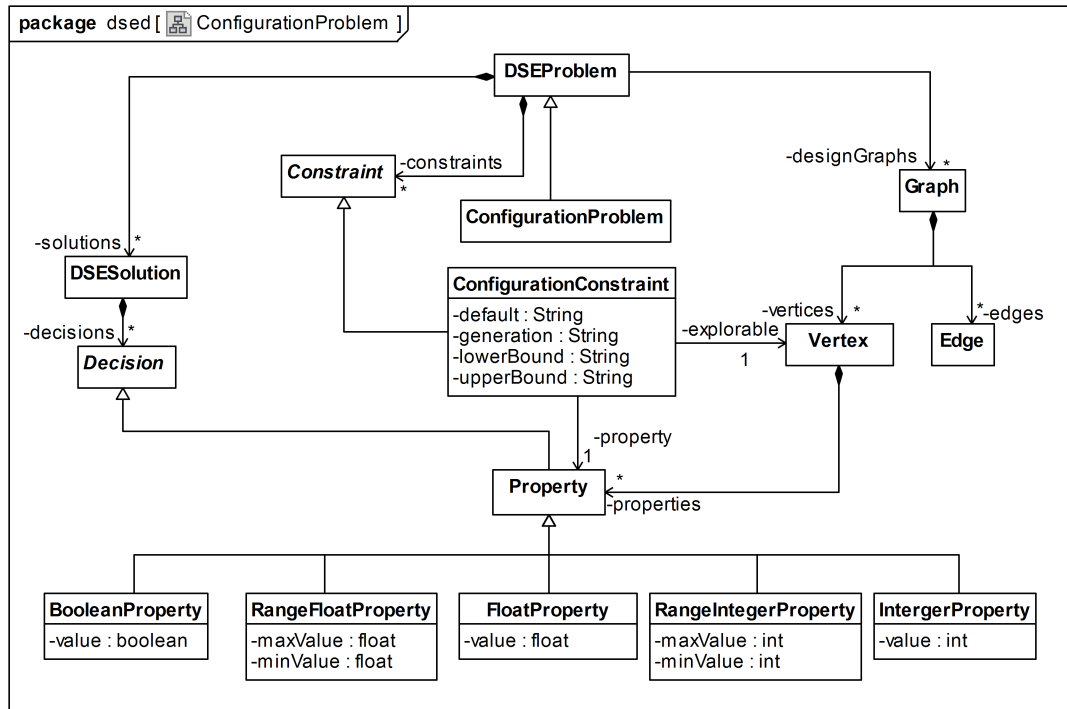 package dsed [ ConfigurationProblem ]
DSEProblem
-constraints
*
Constraint
-designGraphs
*
Graph
ConfigurationProblem
-solutions
*
DSESolution
ConfigurationConstraint
-default : String
-generation : String
-lowerBound : String
-upperBound : String
-vertices
*
*
-edges
-explorable
1
Vertex
Edge
-decisions
*
Decision
-property
1
Property
*
-properties
BooleanProperty
-value : boolean
RangeFloatProperty
-maxValue : float
-minValue : float
FloatProperty
-value : float
RangeIntegerProperty
-maxValue : int
-minValue : int
IntergerProperty
-value : int